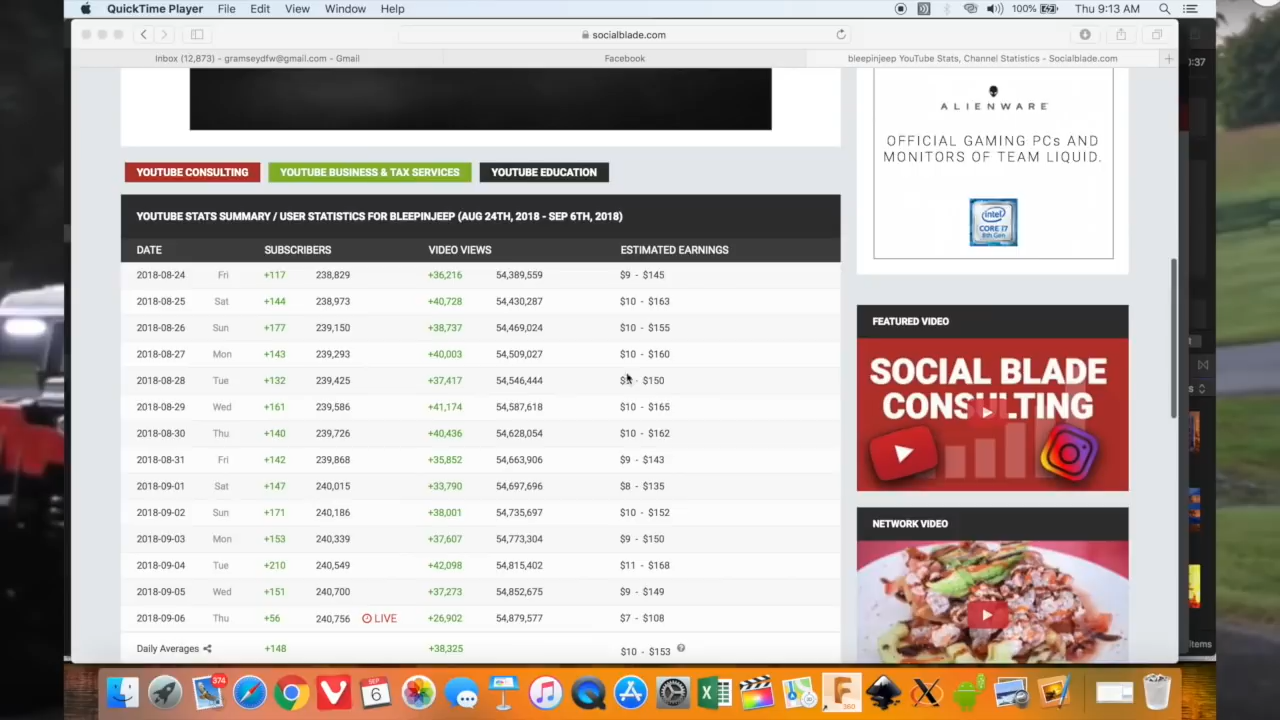 QuickTime Player File Edit View Window Help 100% Thu 9:13 AM
socialblade.com
Inbox (12,873) - gramseydfw@gmail.com - Gmail Facebook bleepinjeep YouTube Stats, Channel Statistics - Socialblade.com
:37
ALIENWARE
OFFICIAL GAMING PCs AND
MONITORS OF TEAM LIQUID.
intel
CORE i7
8th Gen
YOUTUBE CONSULTING YOUTUBE BUSINESS & TAX SERVICES YOUTUBE EDUCATION
YOUTUBE STATS SUMMARY / USER STATISTICS FOR BLEEPINJEEP (AUG 24TH, 2018 - SEP 6TH, 2018)
DATE SUBSCRIBERS VIDEO VIEWS ESTIMATED EARNINGS
2018-08-24 Fri +117 238,829 +36,216 54,389,559 $9 - $145
2018-08-25 Sat +144 238,973 +40,728 54,430,287 $10 - $163
2018-08-26 Sun +177 239,150 +38,737 54,469,024 $10 - $155
2018-08-27 Mon +143 239,293 +40,003 54,509,027 $10 - $160
2018-08-28 Tue +132 239,425 +37,417 54,546,444 - $150
2018-08-29 Wed +161 239,586 +41,174 54,587,618 $10 - $165
2018-08-30 Thu +140 239,726 +40,436 54,628,054 $10 - $162
2018-08-31 Fri +142 239,868 +35,852 54,663,906 $9 - $143
2018-09-01 Sat +147 240,015 +33,790 54,697,696 $8 - $135
2018-09-02 Sun +171 240,186 +38,001 54,735,697 $10 - $152
2018-09-03 Mon +153 240,339 +37,607 54,773,304 $9 - $150
2018-09-04 Tue +210 240,549 +42,098 54,815,402 $11 - $168
2018-09-05 Wed +151 240,700 +37,273 54,852,675 $9 - $149
2018-09-06 Thu +56 240,756 LIVE +26,902 54,879,577 $7 - $108
Daily Averages +148 +38,325 $10 - $153
FEATURED VIDEO
SOCIAL BLADE
CONSULTING
NETWORK VIDEO
items
374
SEP
6
360